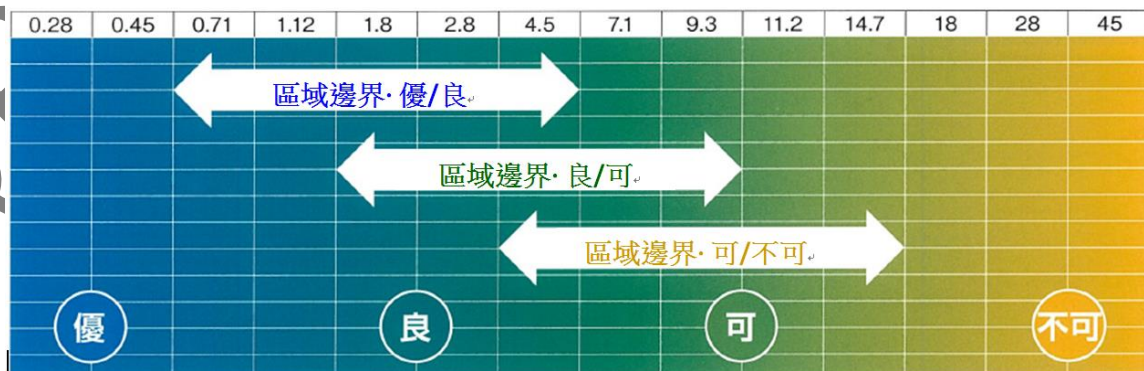 0.28 0.45 0.71 1.12 1.8 2.8 4.5 7.1 9.3 11.2 14.7 18 28 45
區域邊界· 優/良
區域邊界· 良/可
區域邊界· 可/不可
優 良 可 不可